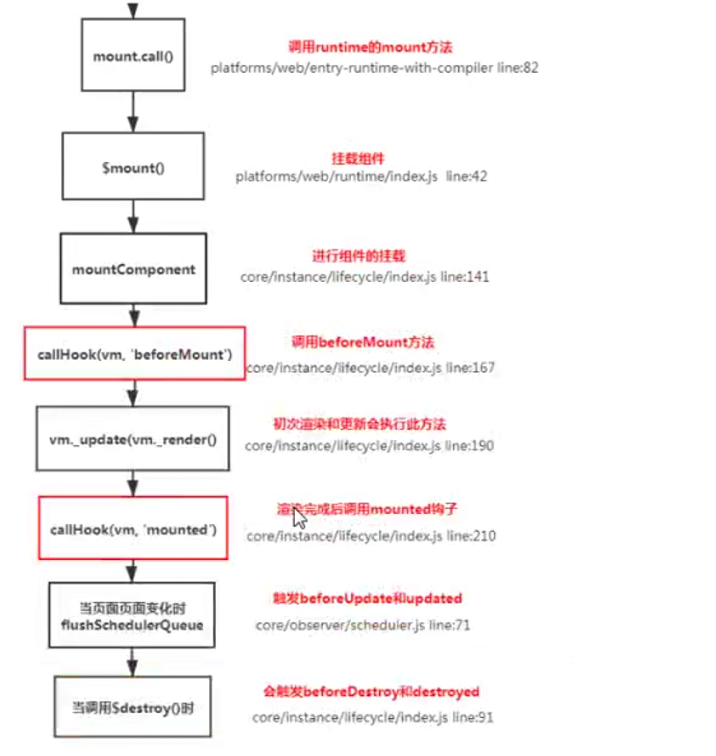 mount.call()
调用runtime的mount方法
platforms/web/entry-runtime-with-compiler line:82
$mount()
挂载组件
platforms/web/runtime/index.js line:42
mountComponent
进行组件的挂载
core/instance/lifecycle/index.js line:141
callHook(vm, 'beforeMount')
调用beforeMount方法
core/instance/lifecycle/index.js line:167
vm._update(vm._render()
初次渲染和更新会执行此方法
core/instance/lifecycle/index.js line:190
callHook(vm, 'mounted')
渲染完成后调用mounted钩子
core/instance/lifecycle/index.js line:210
当页面页面变化时
flushSchedulerQueue
触发beforeUpdate和updated
core/observer/scheduler.js line:71
当调用$destroy()时
会触发beforeDestroy和destroyed
core/instance/lifecycle/index.js line:91